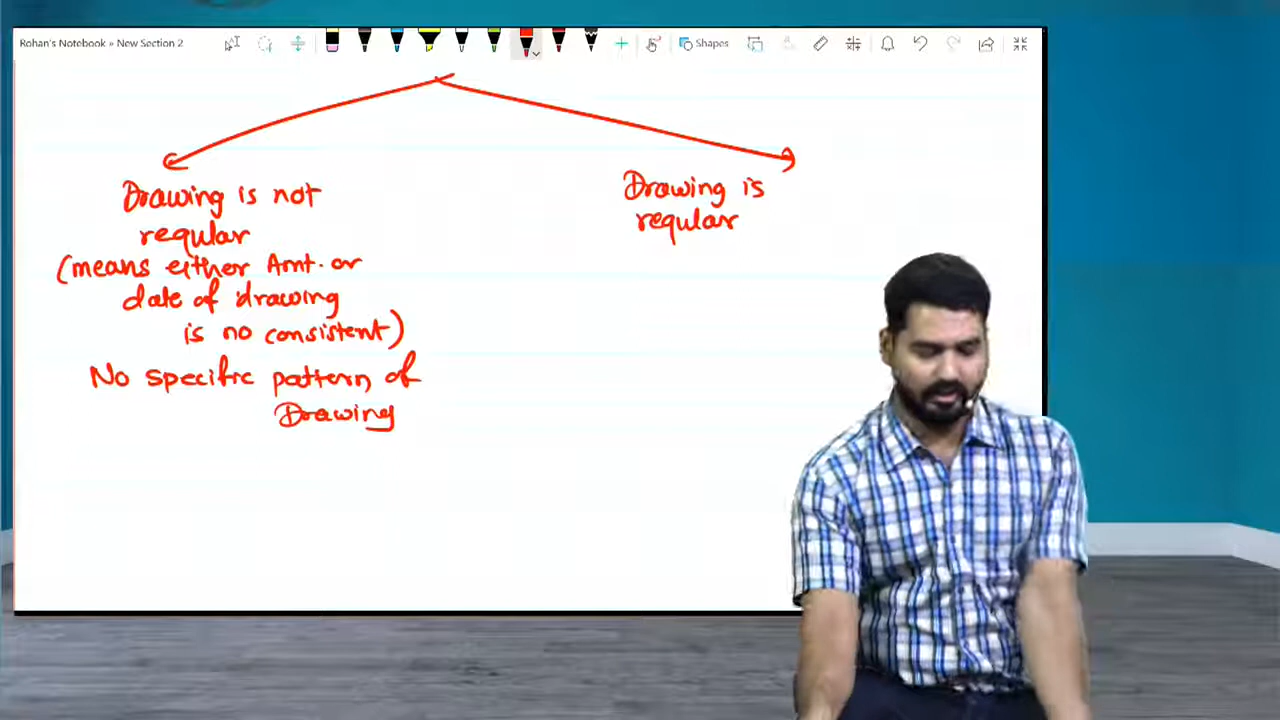 Rohan's Notebook » New Section 2
Shapes
Drawing is not
regular
(means either Amt. or
date of drawing
is no consistent)
No specific pattern of
Drawing
Drawing is
regular